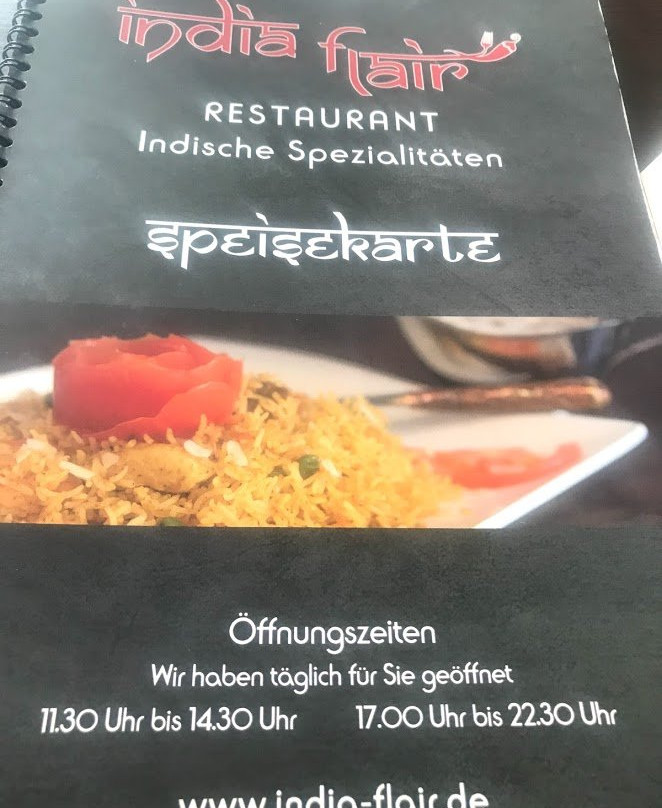 india flair
RESTAURANT
Indische Spezialitäten
speisekarte
Öffnungszeiten
Wir haben täglich für Sie geöffnet
11.30 Uhr bis 14.30 Uhr 17.00 Uhr bis 22.30 Uhr
www.india-flair.de